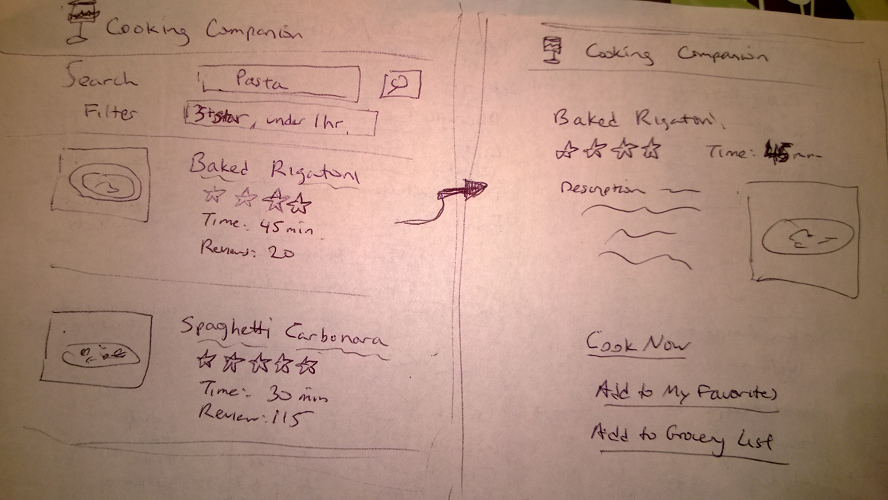 Cooking Companion
Search Pasta
Filter 3+ star, under 1hr.
Baked Rigatoni
Time: 45 min.
Reviews: 20
Spaghetti Carbonara
Time: 30 min
Review: 115
Cooking Companion
Baked Rigatoni
Time: 45 min
Description
Cook Now
Add to My Favorites
Add to Grocery List